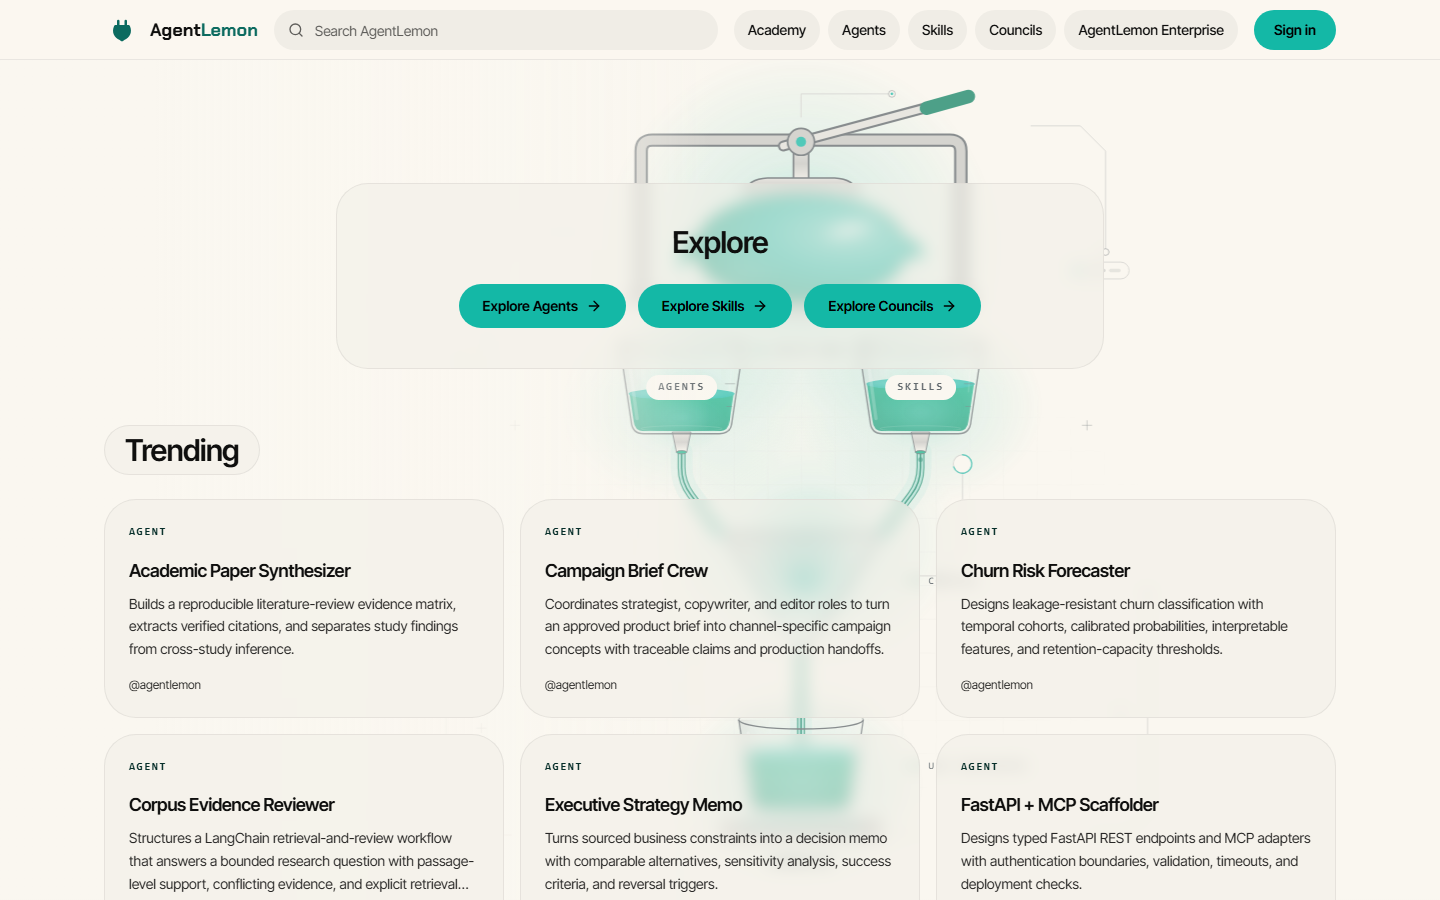 AgentLemon
Search AgentLemon
Academy
Agents
Skills
Councils
AgentLemon Enterprise
Sign in
Explore
Explore Agents
Explore Skills
Explore Councils
AGENTS
SKILLS
Trending
AGENT
Academic Paper Synthesizer
Builds a reproducible literature-review evidence matrix,
extracts verified citations, and separates study findings
from cross-study inference.
@agentlemon
AGENT
Campaign Brief Crew
Coordinates strategist, copywriter, and editor roles to turn
an approved product brief into channel-specific campaign
concepts with traceable claims and production handoffs.
@agentlemon
C
AGENT
Churn Risk Forecaster
Designs leakage-resistant churn classification with
temporal cohorts, calibrated probabilities, interpretable
features, and retention-capacity thresholds.
@agentlemon
AGENT
Corpus Evidence Reviewer
Structures a LangChain retrieval-and-review workflow
that answers a bounded research question with passage-
level support, conflicting evidence, and explicit retrieval...
AGENT
Executive Strategy Memo
Turns sourced business constraints into a decision memo
with comparable alternatives, sensitivity analysis, success
criteria, and reversal triggers.
U
AGENT
FastAPI + MCP Scaffolder
Designs typed FastAPI REST endpoints and MCP adapters
with authentication boundaries, validation, timeouts, and
deployment checks.